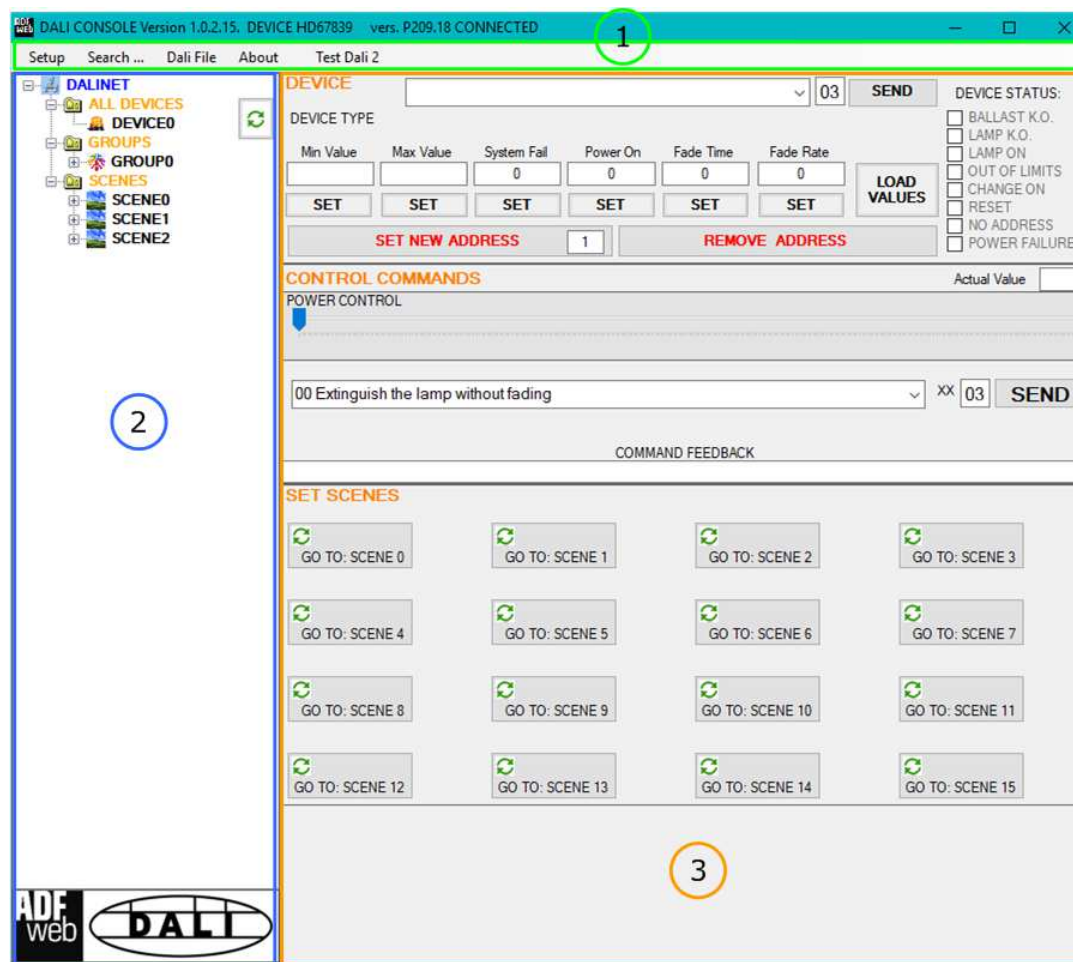 ADF
WEB
DALI CONSOLE Version 1.0.2.15. DEVICE HD67839 vers. P209.18 CONNECTED
1
Setup Search ... Dali File About Test Dali 2
DALINET
ALL DEVICES
DEVICE0
GROUPS
GROUP0
SCENES
SCENE0
SCENE1
SCENE2
2
ADF
web
DALI
DEVICE
03 SEND
DEVICE TYPE
Min Value Max Value System Fail Power On Fade Time Fade Rate
0 0 0 0
SET SET SET SET SET SET
LOAD
VALUES
SET NEW ADDRESS 1 REMOVE ADDRESS
DEVICE STATUS:
BALLAST K.O.
LAMP K.O.
LAMP ON
OUT OF LIMITS
CHANGE ON
RESET
NO ADDRESS
POWER FAILURE
CONTROL COMMANDS Actual Value
POWER CONTROL
00 Extinguish the lamp without fading XX 03 SEND
COMMAND FEEDBACK
SET SCENES
GO TO: SCENE 0 GO TO: SCENE 1 GO TO: SCENE 2 GO TO: SCENE 3
GO TO: SCENE 4 GO TO: SCENE 5 GO TO: SCENE 6 GO TO: SCENE 7
GO TO: SCENE 8 GO TO: SCENE 9 GO TO: SCENE 10 GO TO: SCENE 11
GO TO: SCENE 12 GO TO: SCENE 13 GO TO: SCENE 14 GO TO: SCENE 15
3